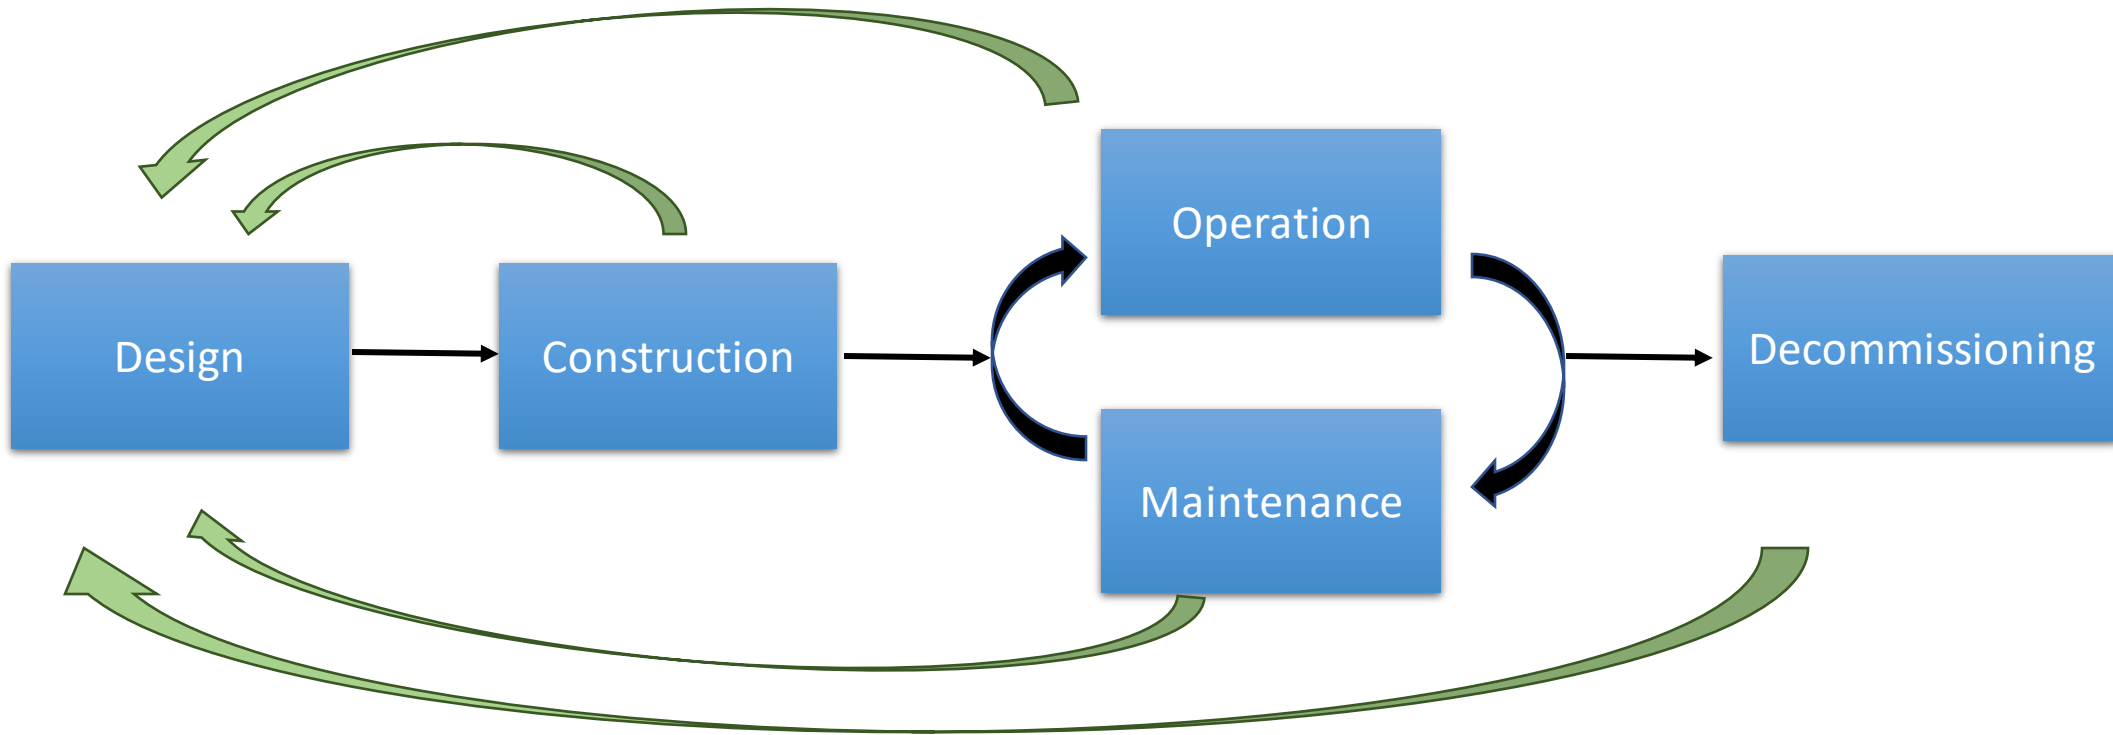 Design
Construction
Operation
Maintenance
Decommissioning